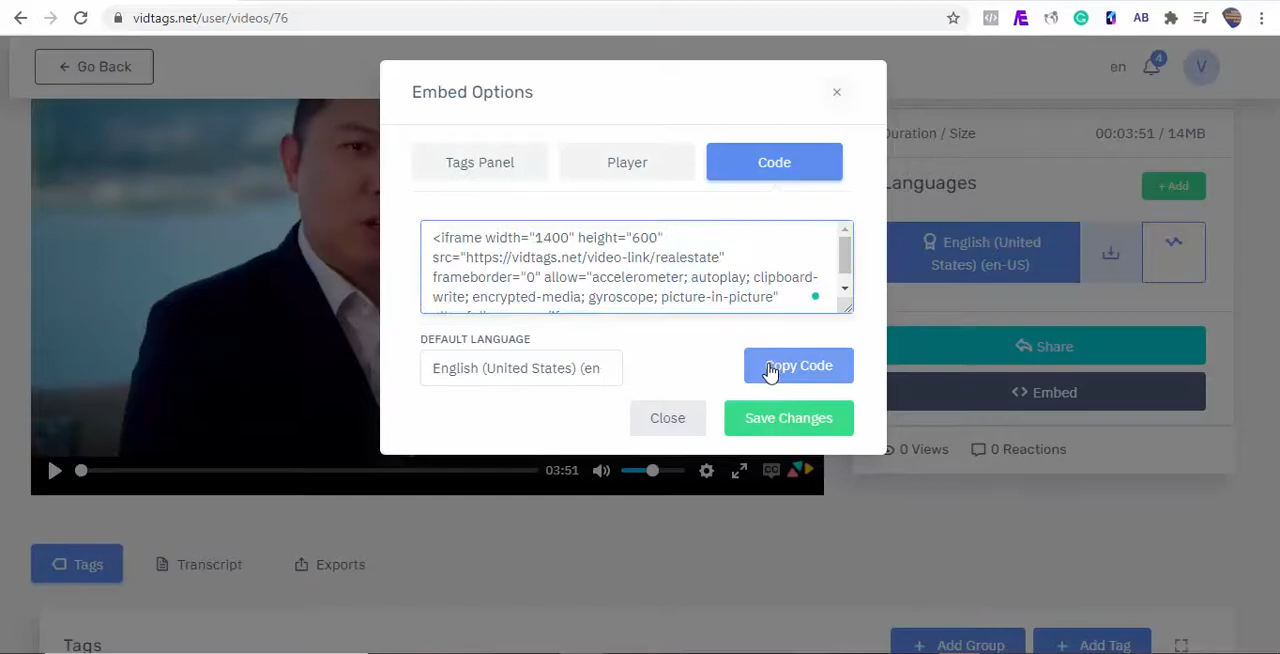 vidtags.net/user/videos/76
AB
Go Back
en
4
V
Embed Options
×
Tags Panel
Player
Code
<iframe width="1400" height="600"
src="https://vidtags.net/video-link/realestate"
frameborder="0" allow="accelerometer; autoplay; clipboard-
write; encrypted-media; gyroscope; picture-in-picture"
DEFAULT LANGUAGE
English (United States) (en
Copy Code
Close
Save Changes
Duration / Size
00:03:51 / 14MB
Languages
+ Add
English (United
States) (en-US)
Share
<> Embed
0 Views
0 Reactions
03:51
CC
Tags
Transcript
Exports
Tags
+ Add Group
+ Add Tag